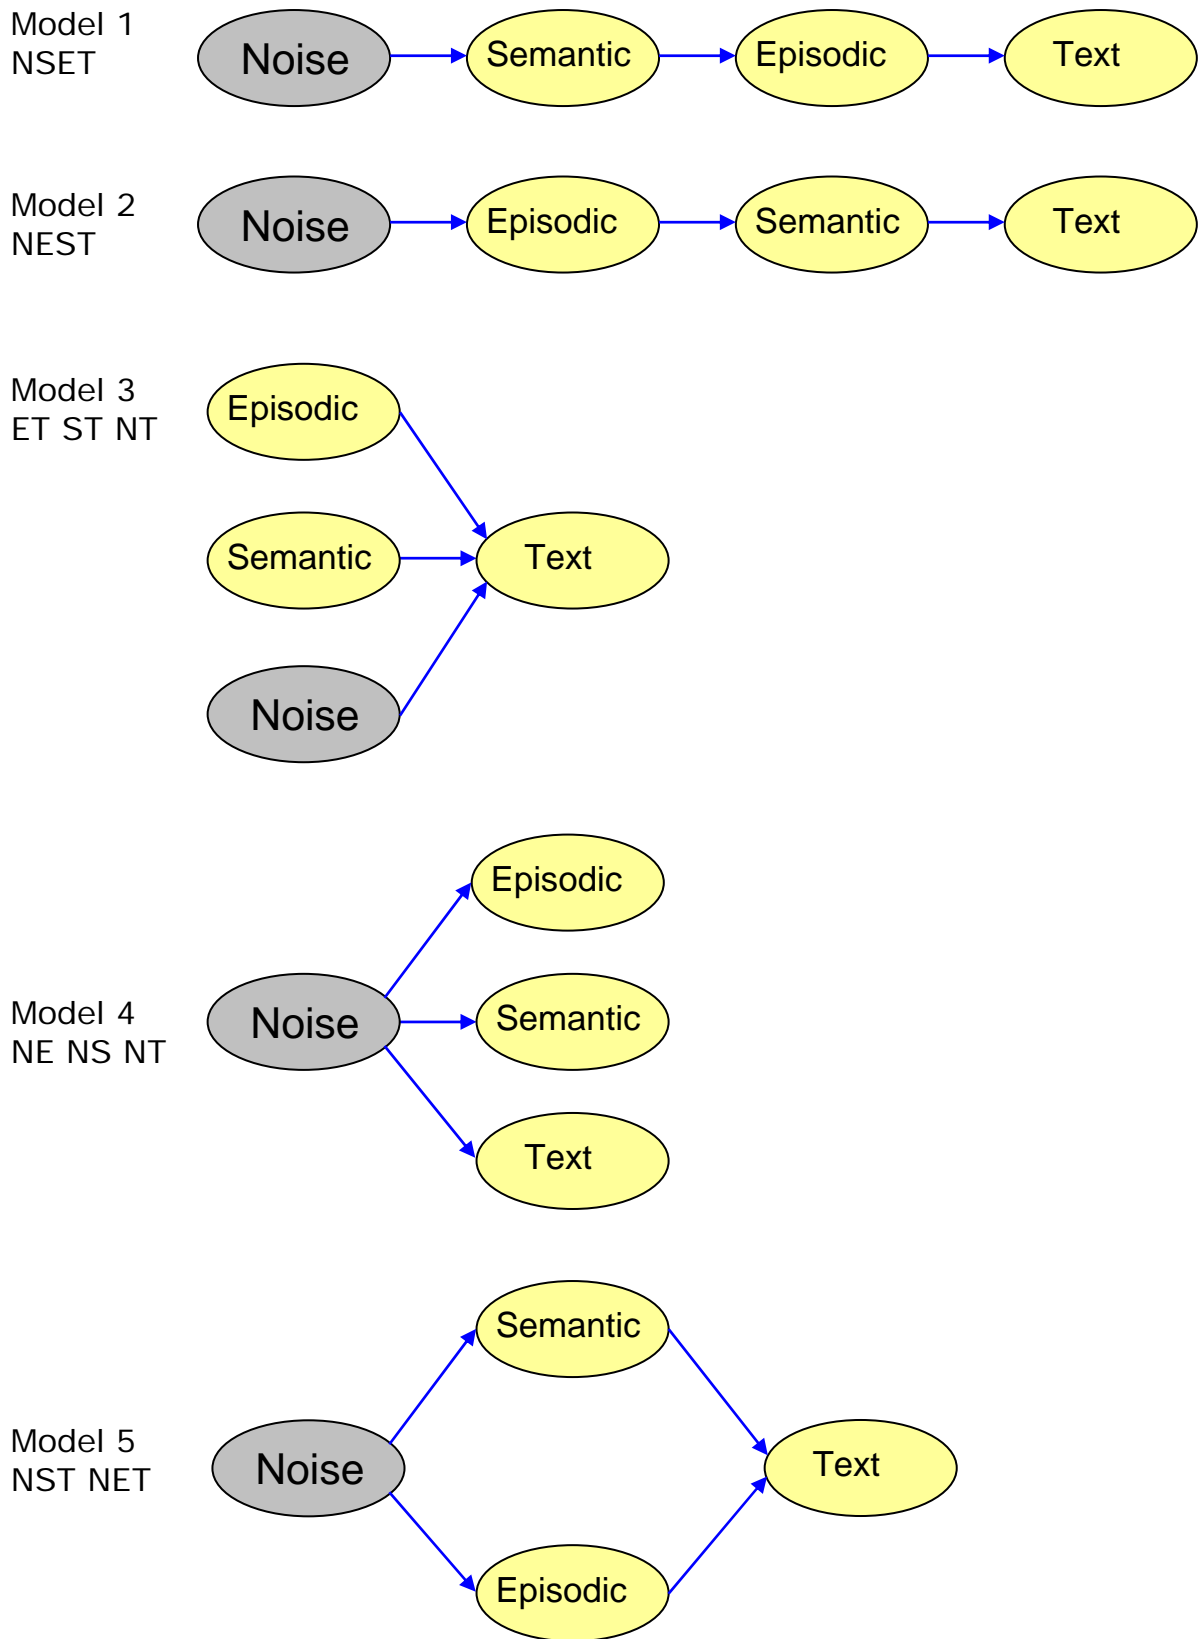 Model 1
NSET
Noise
Semantic
Episodic
Text
Model 2
NEST
Noise
Episodic
Semantic
Text
Model 3
ET ST NT
Episodic
Semantic
Text
Noise
Model 4
NE NS NT
Episodic
Noise
Semantic
Text
Model 5
NST NET
Semantic
Noise
Text
Episodic